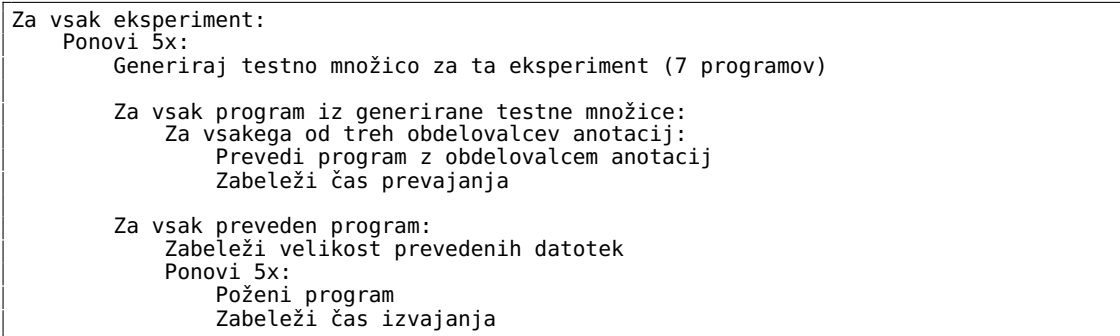 Za vsak eksperiment:
    Ponovi 5x:
        Generiraj testno množico za ta eksperiment (7 programov)

        Za vsak program iz generirane testne množice:
            Za vsakega od treh obdelovalcev anotacij:
                Prevedi program z obdelovalcem anotacij
                Zabeleži čas prevajanja

        Za vsak preveden program:
            Zabeleži velikost prevedenih datotek
            Ponovi 5x:
                Poženi program
                Zabeleži čas izvajanja